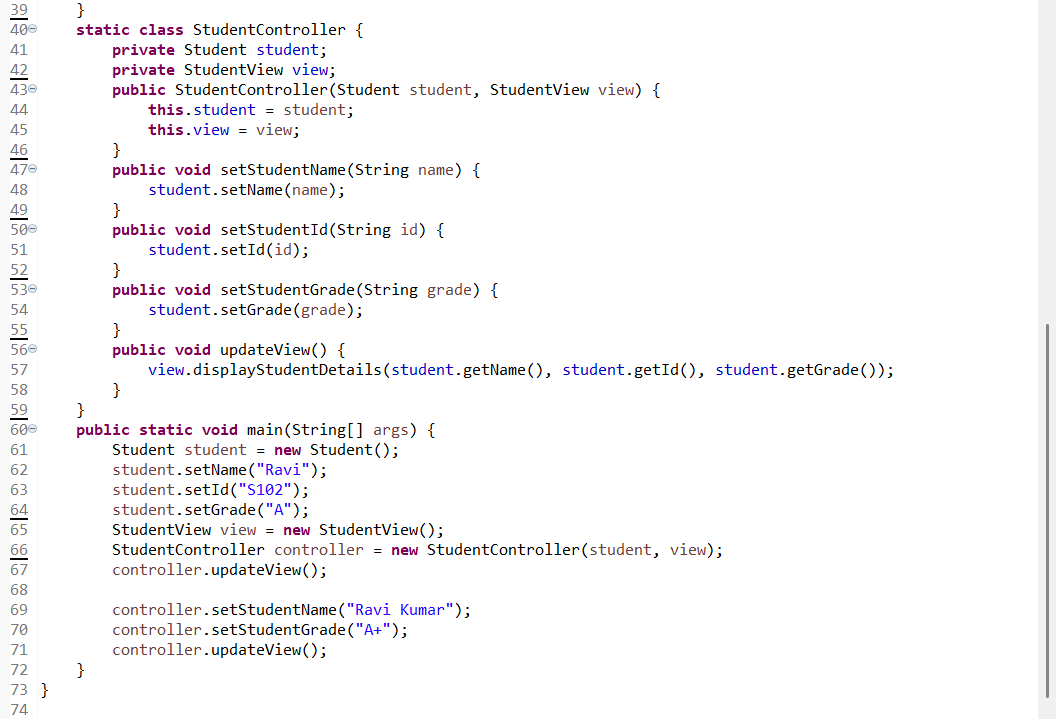 39     }
40     static class StudentController {
41         private Student student;
42         private StudentView view;
43         public StudentController(Student student, StudentView view) {
44             this.student = student;
45             this.view = view;
46         }
47         public void setStudentName(String name) {
48             student.setName(name);
49         }
50         public void setStudentId(String id) {
51             student.setId(id);
52         }
53         public void setStudentGrade(String grade) {
54             student.setGrade(grade);
55         }
56         public void updateView() {
57             view.displayStudentDetails(student.getName(), student.getId(), student.getGrade());
58         }
59     }
60     public static void main(String[] args) {
61         Student student = new Student();
62         student.setName("Ravi");
63         student.setId("S102");
64         student.setGrade("A");
65         StudentView view = new StudentView();
66         StudentController controller = new StudentController(student, view);
67         controller.updateView();
68
69         controller.setStudentName("Ravi Kumar");
70         controller.setStudentGrade("A+");
71         controller.updateView();
72     }
73 }
74